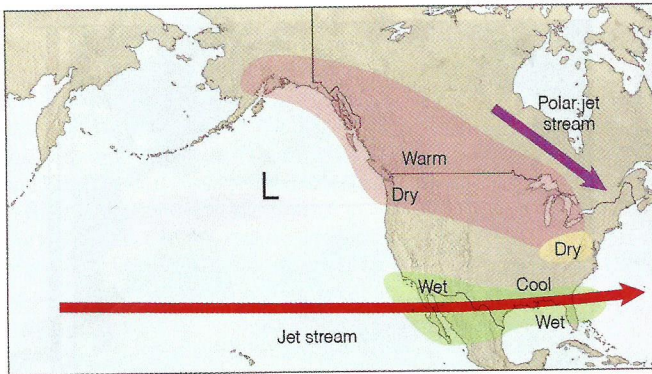 Polar jet
stream
Warm
L
Dry
Dry
Wet
Cool
Wet
Jet stream